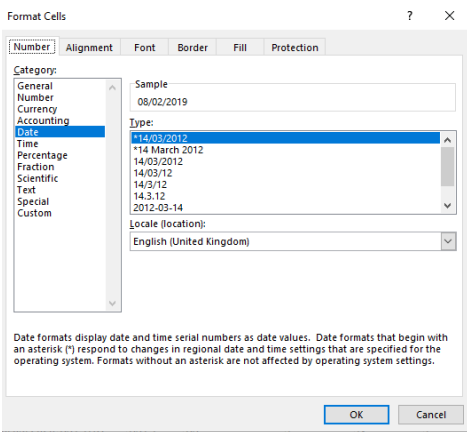 Format Cells ? ×
Number Alignment Font Border Fill Protection
Category:
General
Number
Currency
Accounting
Date
Time
Percentage
Fraction
Scientific
Text
Special
Custom
Sample
08/02/2019
Type:
*14/03/2012
*14 March 2012
14/03/2012
14/03/12
14/3/12
14.3.12
2012-03-14
Locale (location):
English (United Kingdom)
Date formats display date and time serial numbers as date values. Date formats that begin with
an asterisk (*) respond to changes in regional date and time settings that are specified for the
operating system. Formats without an asterisk are not affected by operating system settings.
OK Cancel